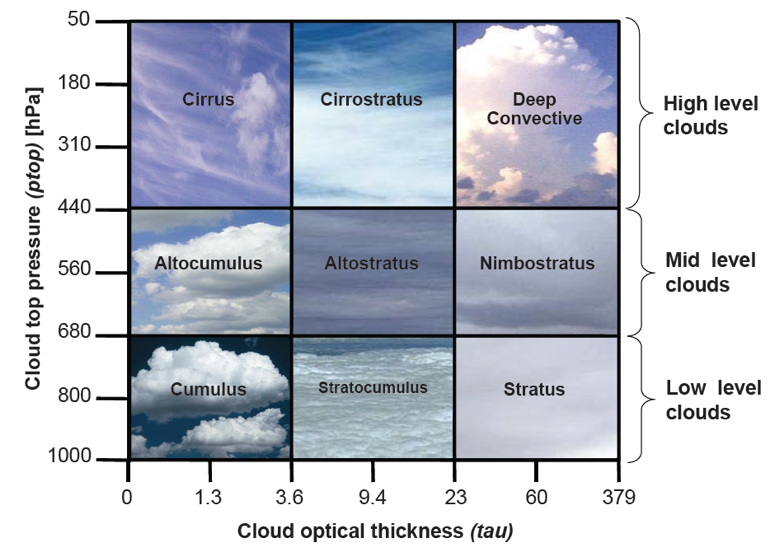 50
180
310
440
560
680
800
1000
Cloud top pressure (ptop) [hPa]
Cirrus
Cirrostratus
Deep
Convective
High level
clouds
Altocumulus
Altostratus
Nimbostratus
Mid level
clouds
Cumulus
Stratocumulus
Stratus
Low level
clouds
0
1.3
3.6
9.4
23
60
379
Cloud optical thickness (tau)